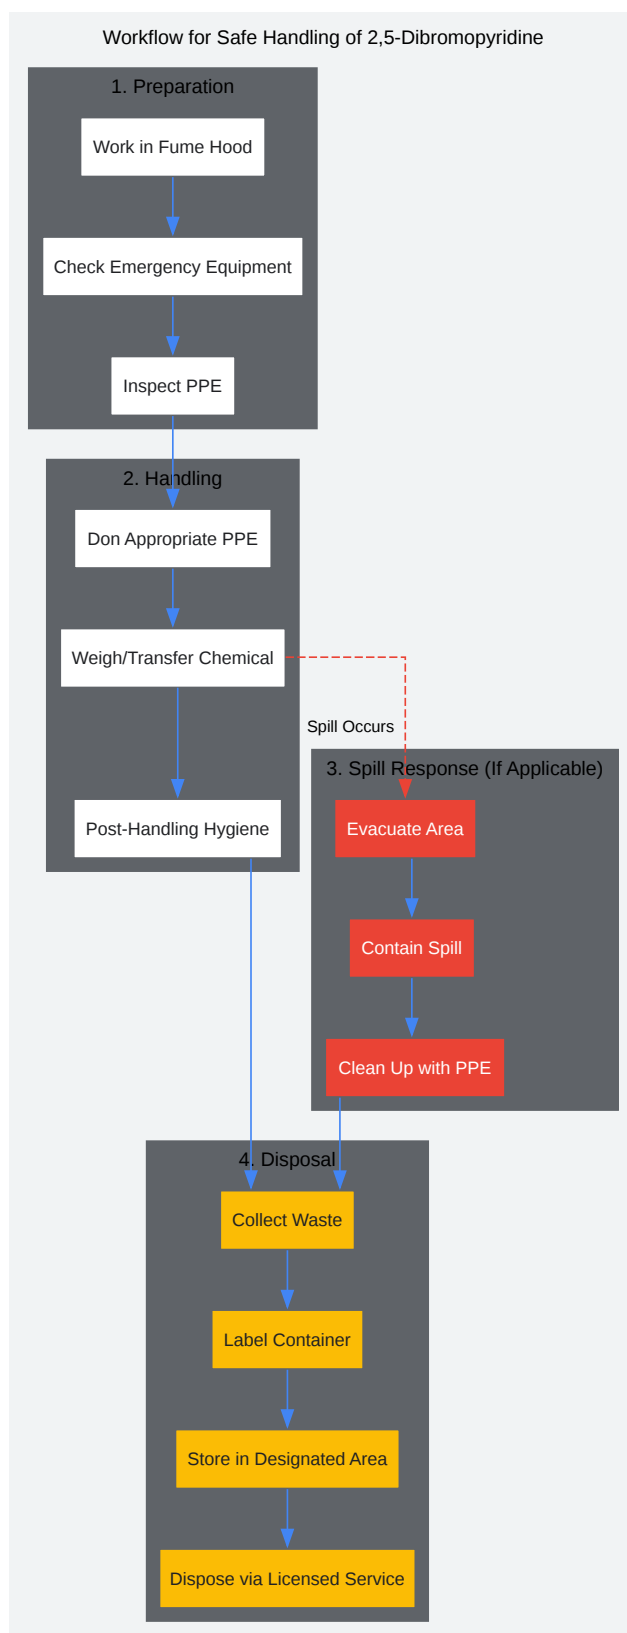 Workflow for Safe Handling of 2,5-Dibromopyridine
1. Preparation
Work in Fume Hood
Check Emergency Equipment
Inspect PPE
2. Handling
Don Appropriate PPE
Weigh/Transfer Chemical
Spill Occurs
Post-Handling Hygiene
3. Spill Response (If Applicable)
Evacuate Area
Contain Spill
Clean Up with PPE
4. Disposal
Collect Waste
Label Container
Store in Designated Area
Dispose via Licensed Service